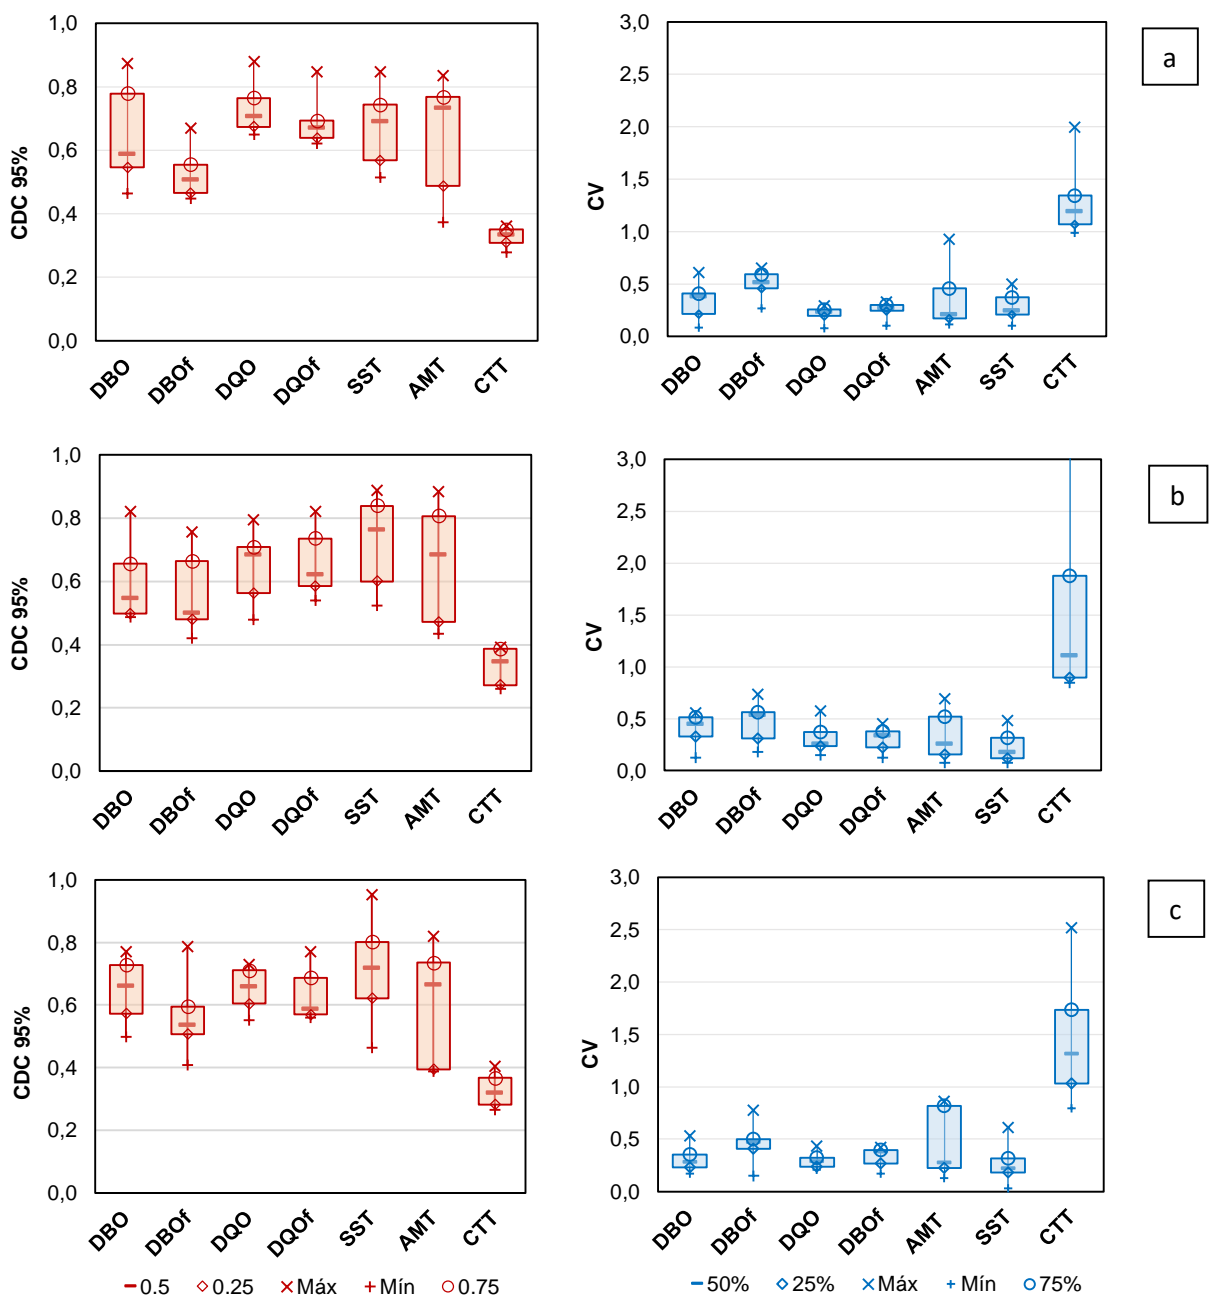 1,0
0,8
0,6
0,4
0,2
0,0
CDC 95%
DBO
DBOf
DQO
DQOf
SST
AMT
CTT
3,0
2,5
2,0
1,5
1,0
0,5
0,0
CV
DBO
DBOf
DQO
DQOf
AMT
SST
CTT
a
1,0
0,8
0,6
0,4
0,2
0,0
CDC 95%
DBO
DBOf
DQO
DQOf
SST
AMT
CTT
3,0
2,5
2,0
1,5
1,0
0,5
0,0
CV
DBO
DBOf
DQO
DQOf
AMT
SST
CTT
b
1,0
0,8
0,6
0,4
0,2
0,0
CDC 95%
DBO
DBOf
DQO
DQOf
SST
AMT
CTT
0.5 0.25 Máx Mín 0.75
3,0
2,5
2,0
1,5
1,0
0,5
0,0
CV
DBO
DBOf
DQO
DBOf
AMT
SST
CTT
50% 25% Máx Mín 75%
c